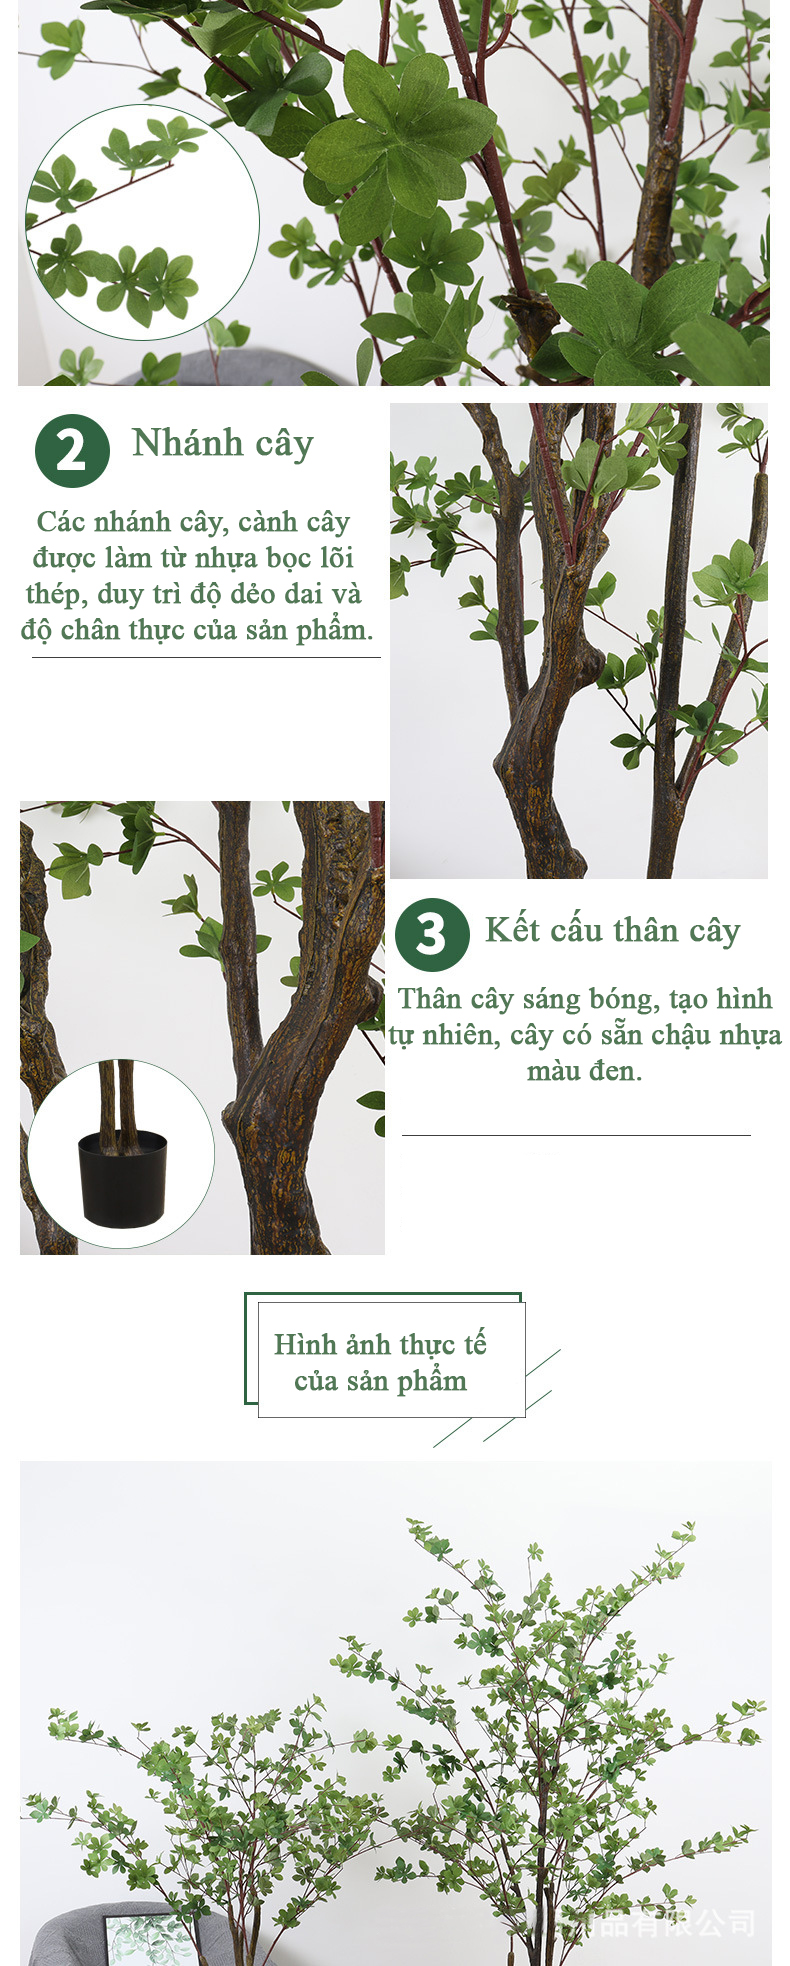 2
Nhánh cây
Các nhánh cây, cành cây
được làm từ nhựa bọc lõi
thép, duy trì độ dẻo dai và
độ chân thực của sản phẩm.
3
Kết cấu thân cây
Thân cây sáng bóng, tạo hình
tự nhiên, cây có sẵn chậu nhựa
màu đen.
Hình ảnh thực tế
của sản phẩm
品有限公司